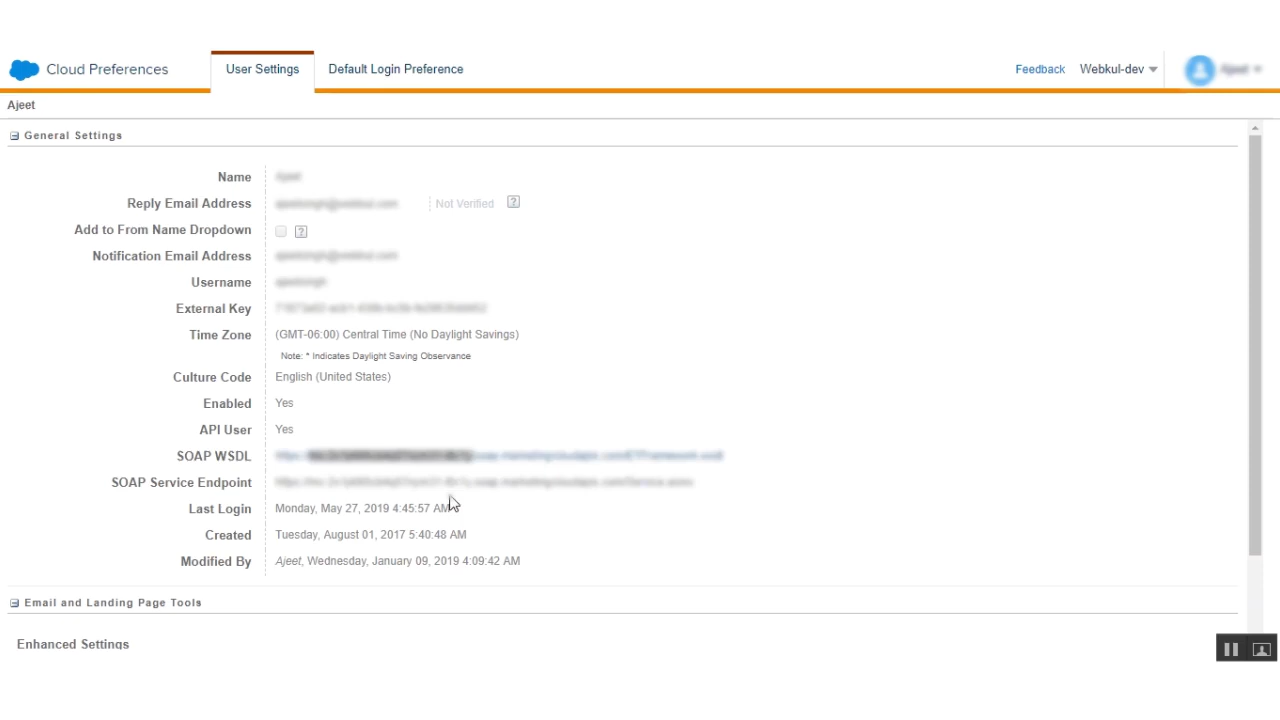 Cloud Preferences
User Settings
Default Login Preference
Feedback
Webkul-dev
Ajeet
General Settings
Name
Reply Email Address
Not Verified ?
Add to From Name Dropdown
?
Notification Email Address
Username
External Key
Time Zone (GMT-06:00) Central Time (No Daylight Savings)
Note: * Indicates Daylight Saving Observance
Culture Code English (United States)
Enabled Yes
API User Yes
SOAP WSDL
SOAP Service Endpoint
Last Login Monday, May 27, 2019 4:45:57 AM
Created Tuesday, August 01, 2017 5:40:48 AM
Modified By Ajeet, Wednesday, January 09, 2019 4:09:42 AM
Email and Landing Page Tools
Enhanced Settings